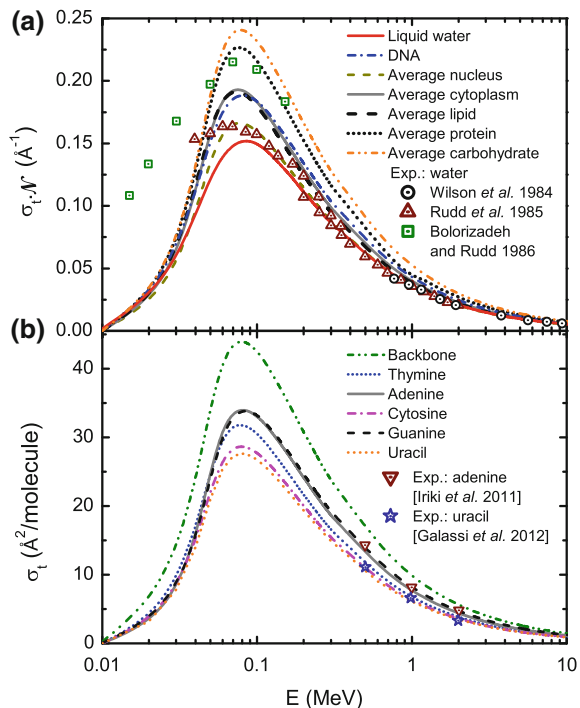 (a)
0.25
0.20
0.15
0.10
0.05
0.00
σt𝒩 (Å⁻¹)
Liquid water
DNA
Average nucleus
Average cytoplasm
Average lipid
Average protein
Average carbohydrate
Exp.: water
Wilson et al. 1984
Rudd et al. 1985
Bolorizadeh
and Rudd 1986
(b)
40
30
20
10
0
σt (Å²/molecule)
Backbone
Thymine
Adenine
Cytosine
Guanine
Uracil
Exp.: adenine
[Iriki et al. 2011]
Exp.: uracil
[Galassi et al. 2012]
0.01 0.1 1 10
E (MeV)